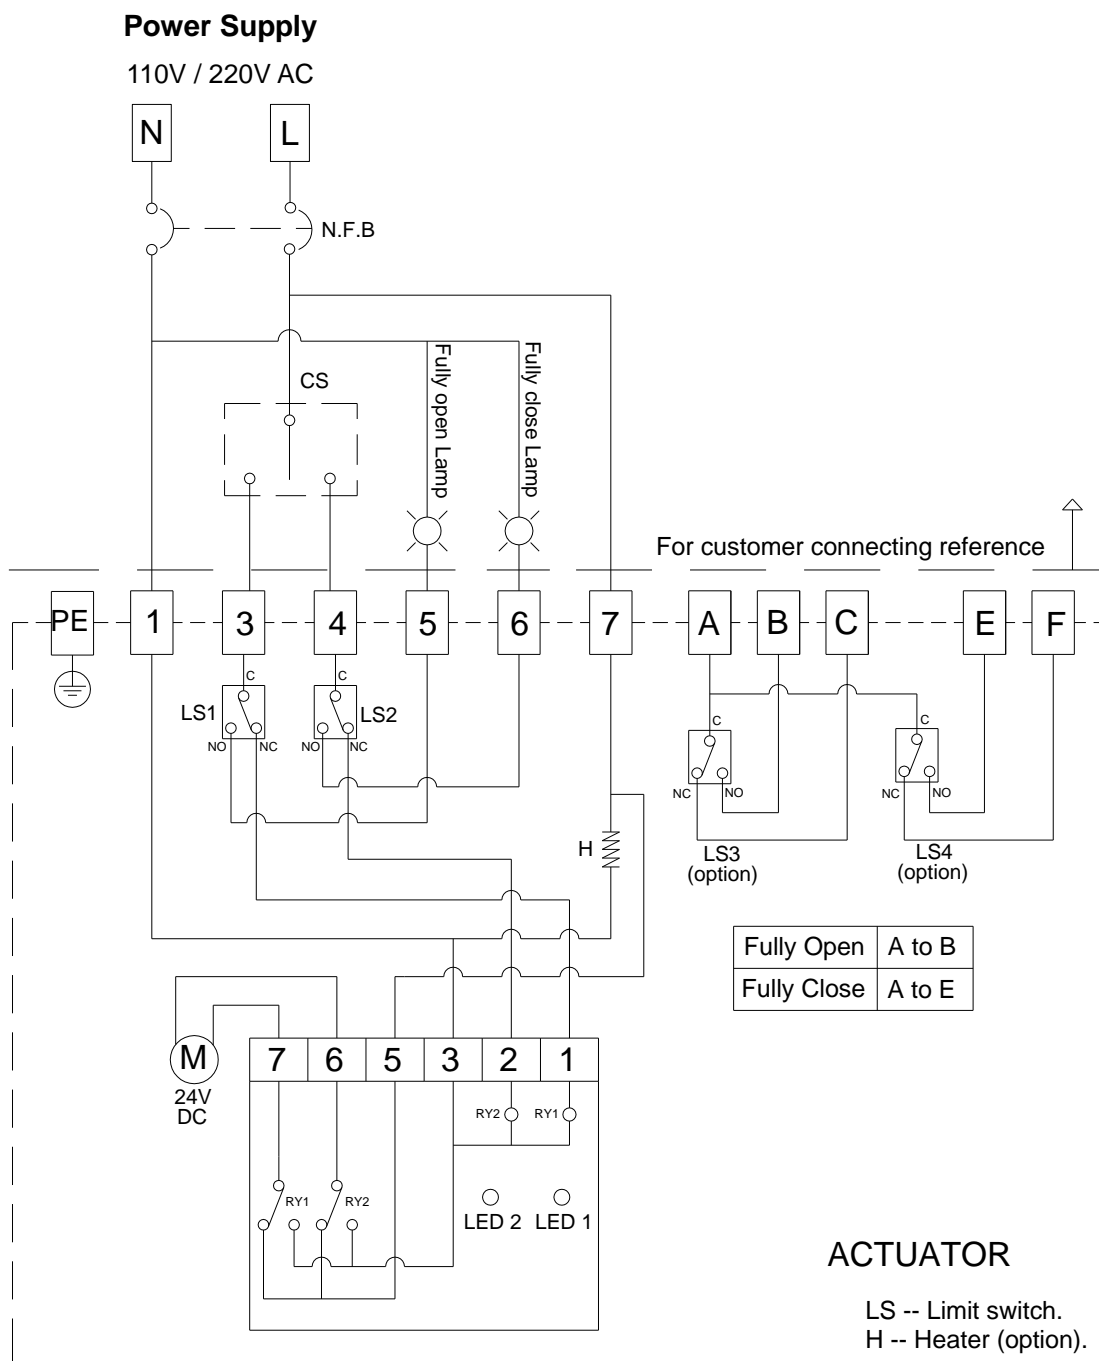 Power Supply
110V / 220V AC
N
L
N.F.B
CS
Fully open Lamp
Fully close Lamp
For customer connecting reference
PE 1 3 4 5 6 7 A B C E F
C
C
LS1
LS2
NO NC
NO NC
C
C
NC NO
NC NO
H
LS3
(option)
LS4
(option)
Fully Open A to B
Fully Close A to E
M
24V
DC
7 6 5 3 2 1
RY2 RY1
RY1 RY2
LED 2 LED 1
ACTUATOR
LS -- Limit switch.
H -- Heater (option).